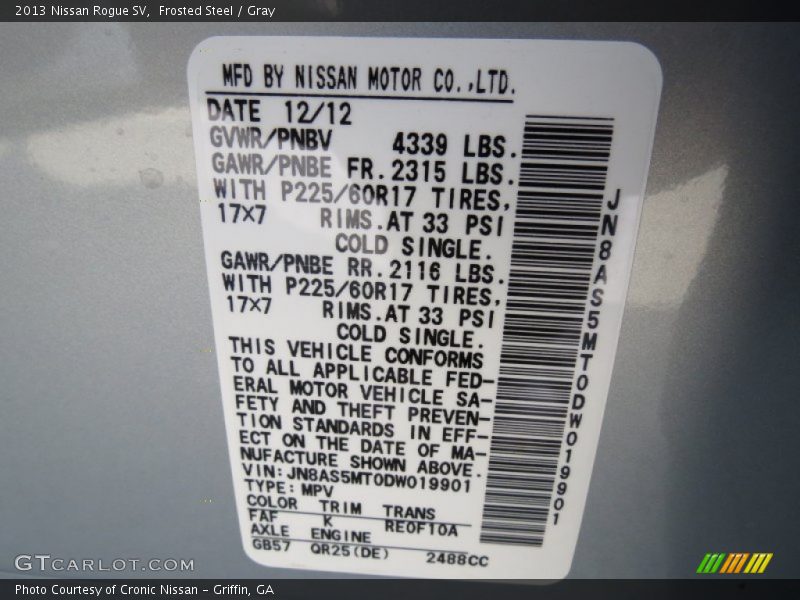 2013 Nissan Rogue SV, Frosted Steel / Gray
MFD BY NISSAN MOTOR CO.,LTD.
DATE 12/12
GVWR/PNBV 4339 LBS.
GAWR/PNBE FR.2315 LBS.
WITH P225/60R17 TIRES,
17X7 RIMS.AT 33 PSI
COLD SINGLE.
GAWR/PNBE RR.2116 LBS.
WITH P225/60R17 TIRES,
17X7 RIMS.AT 33 PSI
COLD SINGLE.
THIS VEHICLE CONFORMS
TO ALL APPLICABLE FED-
ERAL MOTOR VEHICLE SA-
FETY AND THEFT PREVEN-
TION STANDARDS IN EFF-
ECT ON THE DATE OF MA-
NUFACTURE SHOWN ABOVE.
VIN:JN8AS5MT0DW019901
TYPE:MPV
COLOR TRIM TRANS
FAF K RE0F10A
AXLE ENGINE
GB57 QR25(DE) 2488CC
JN8AS5MT0DW019901
GTCARLOT.COM
Photo Courtesy of Cronic Nissan - Griffin, GA